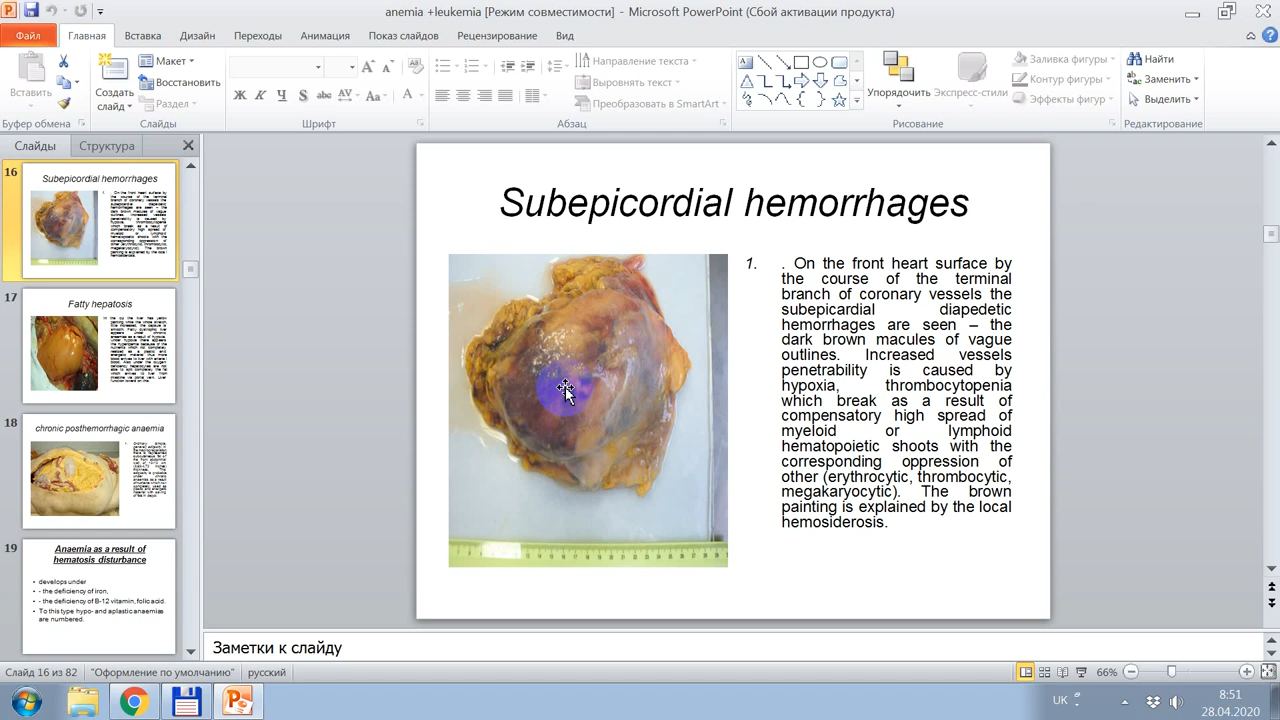 anemia +leukemia [Режим совместимости] - Microsoft PowerPoint (Сбой активации продукта)
Файл Главная Вставка Дизайн Переходы Анимация Показ слайдов Рецензирование Вид
Вставить
Создать слайд
Макет
Восстановить
Раздел
Направление текста
Выровнять текст
Преобразовать в SmartArt
Упорядочить
Экспресс-стили
Заливка фигуры
Контур фигуры
Эффекты фигур
Найти
Заменить
Выделить
Буфер обмена Слайды Шрифт Абзац Рисование Редактирование
Слайды Структура
16
Subepicordial hemorrhages
17
Fatty hepatosis
18
chronic posthemorrhagic anaemia
19
Anaemia as a result of
hematosis disturbance
• develops under
• - the deficiency of iron,
• - the deficiency of B-12 vitamin, folic acid.
• To this type hypo- and aplastic anaemias
are numbered.
Subepicordial hemorrhages
1. . On the front heart surface by
the course of the terminal
branch of coronary vessels the
subepicardial diapedetic
hemorrhages are seen – the
dark brown macules of vague
outlines. Increased vessels
penetrability is caused by
hypoxia, thrombocytopenia
which break as a result of
compensatory high spread of
myeloid or lymphoid
hematopoietic shoots with the
corresponding oppression of
other (erythrocytic, thrombocytic,
megakaryocytic). The brown
painting is explained by the local
hemosiderosis.
Заметки к слайду
Слайд 16 из 82 "Оформление по умолчанию" русский 66%
UK 8:51
28.04.2020